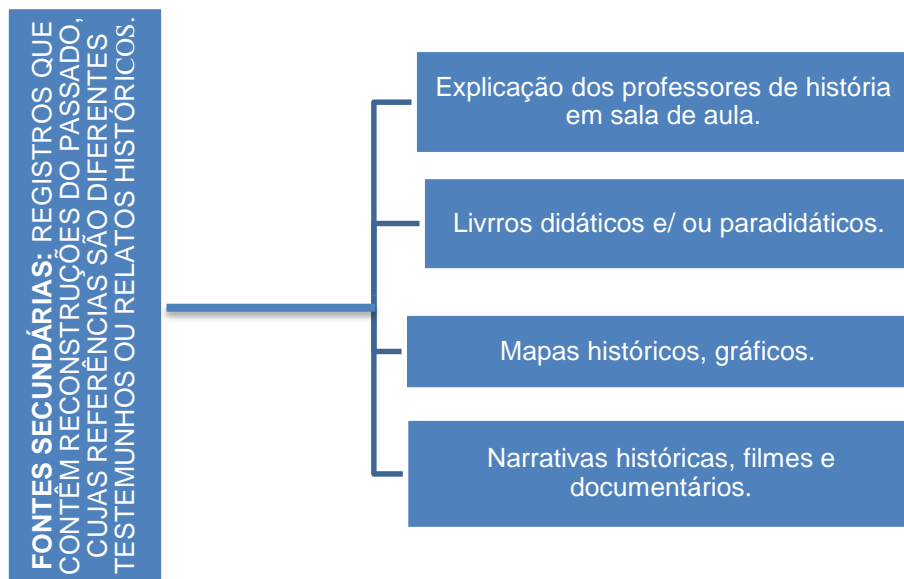 FONTES SECUNDÁRIAS: REGISTROS QUE
CONTÊM RECONSTRUÇÕES DO PASSADO,
CUJAS REFERÊNCIAS SÃO DIFERENTES
TESTEMUNHOS OU RELATOS HISTÓRICOS.
Explicação dos professores de história
em sala de aula.
Livrros didáticos e/ ou paradidáticos.
Mapas históricos, gráficos.
Narrativas históricas, filmes e
documentários.